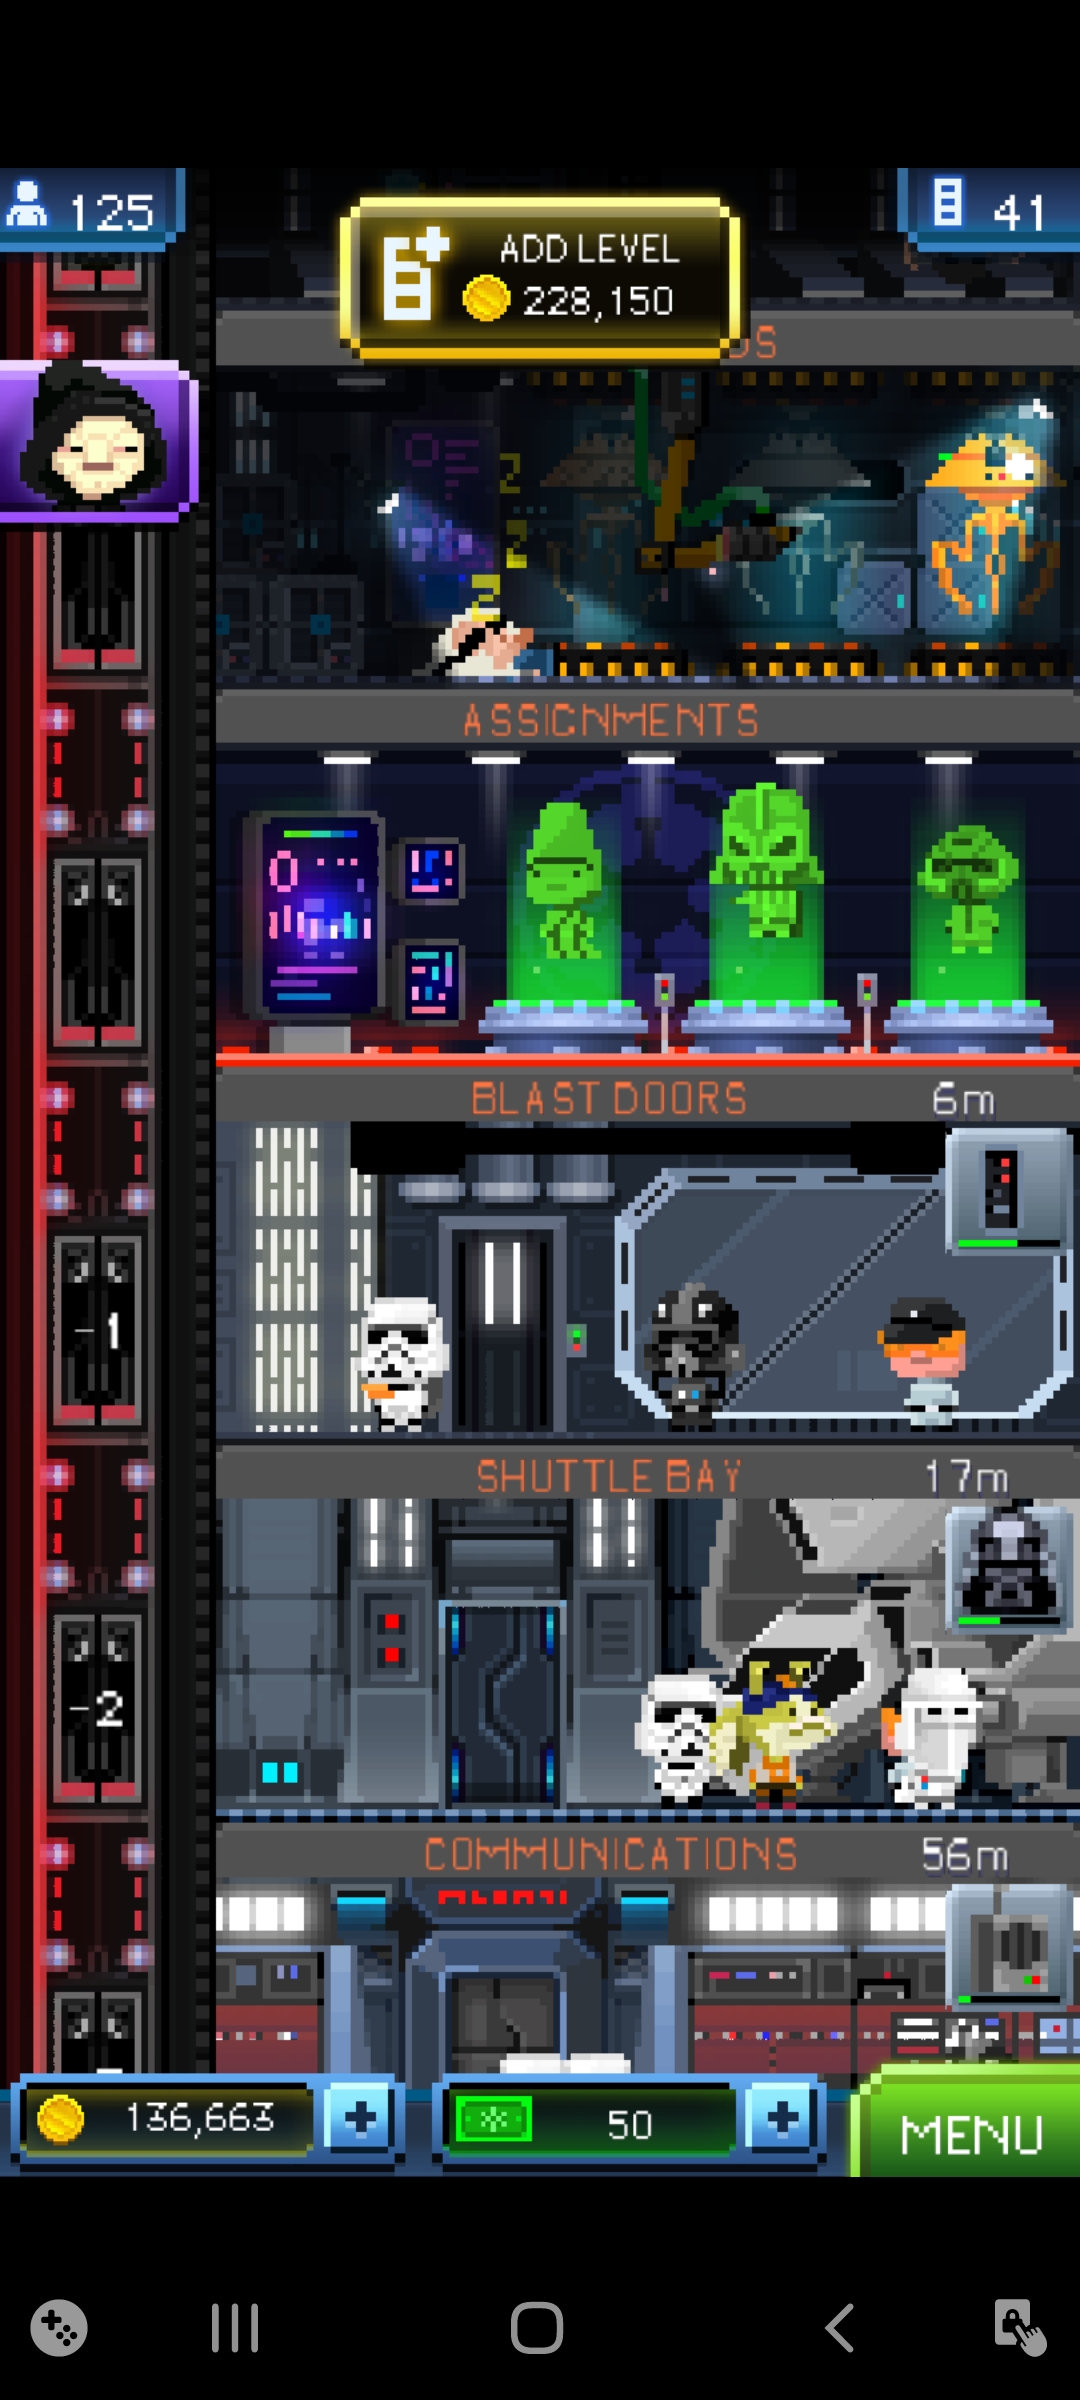 125
ADD LEVEL
228,150
41
ASSIGNMENTS
BLAST DOORS 6m
-1
SHUTTLE BAY 17m
-2
COMMUNICATIONS 56m
136,663
50
MENU